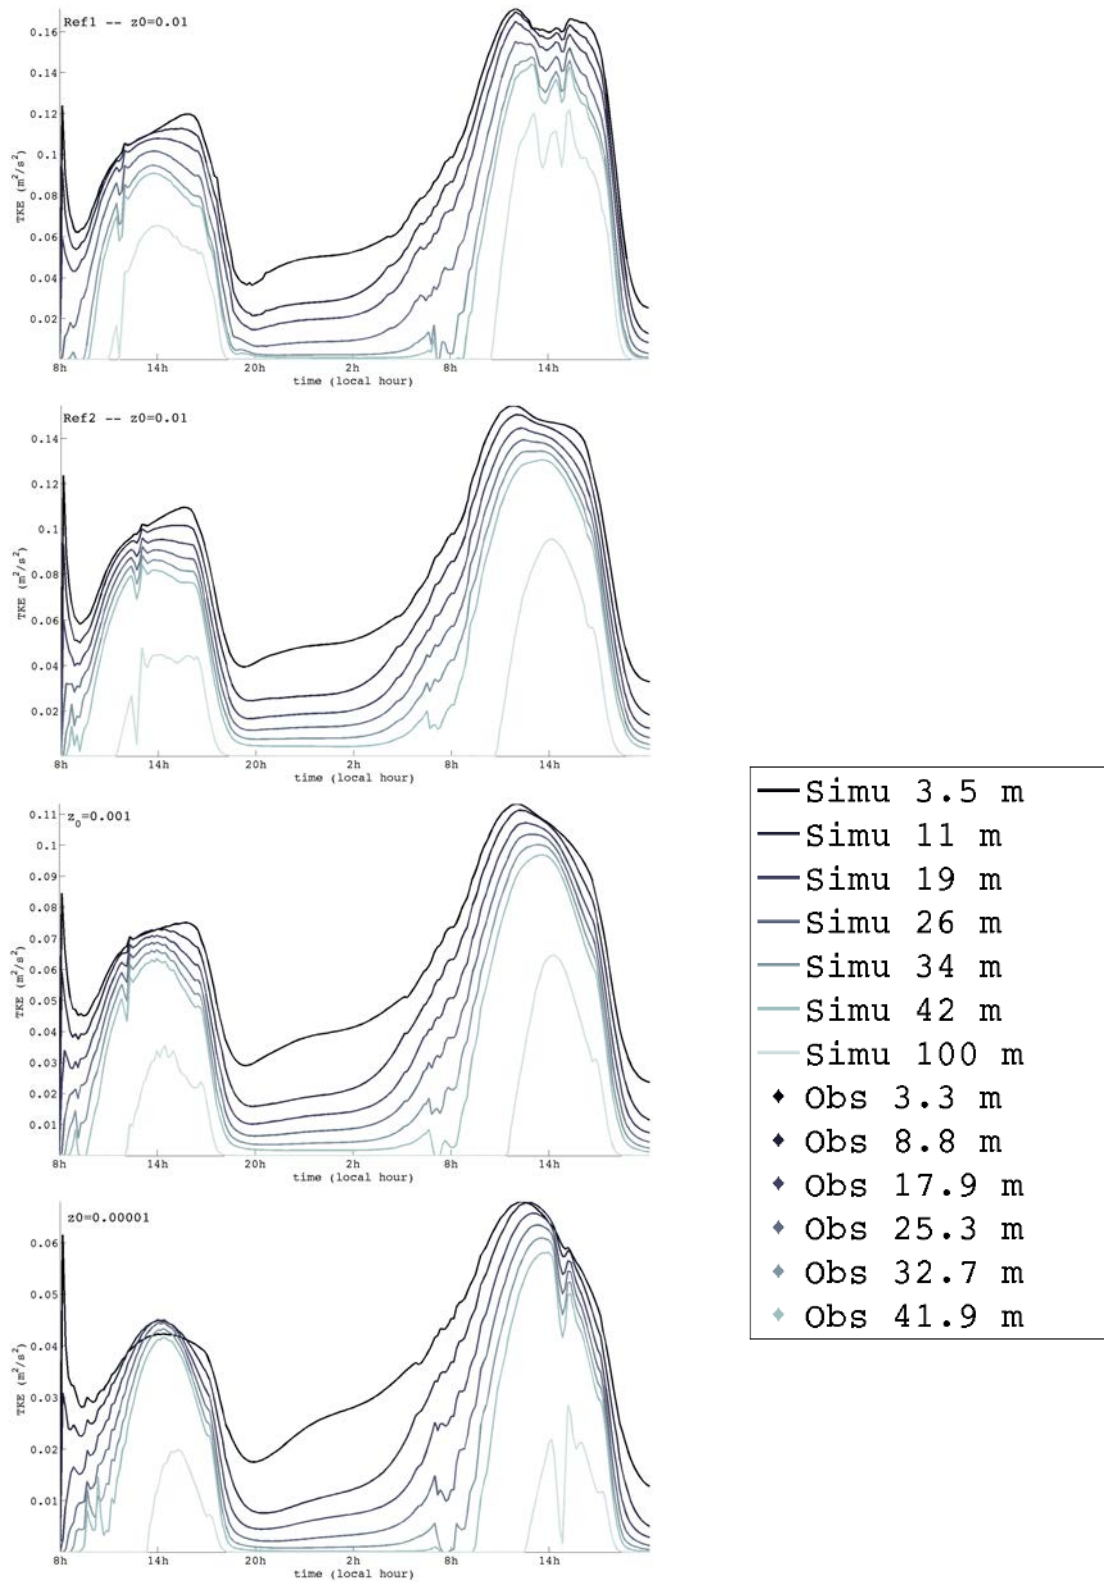 Ref1 -- z0=0.01
0.16
0.14
0.12
0.1
0.08
0.06
0.04
0.02
TKE (m²/s²)
8h 14h 20h 2h 8h 14h
time (local hour)
Ref2 -- z0=0.01
0.14
0.12
0.1
0.08
0.06
0.04
0.02
TKE (m²/s²)
8h 14h 20h 2h 8h 14h
time (local hour)
z₀=0.001
0.11
0.1
0.09
0.08
0.07
0.06
0.05
0.04
0.03
0.02
0.01
TKE (m²/s²)
8h 14h 20h 2h 8h 14h
time (local hour)
z0=0.00001
0.06
0.05
0.04
0.03
0.02
0.01
TKE (m²/s²)
8h 14h 20h 2h 8h 14h
time (local hour)
Simu 3.5 m
Simu 11 m
Simu 19 m
Simu 26 m
Simu 34 m
Simu 42 m
Simu 100 m
Obs 3.3 m
Obs 8.8 m
Obs 17.9 m
Obs 25.3 m
Obs 32.7 m
Obs 41.9 m